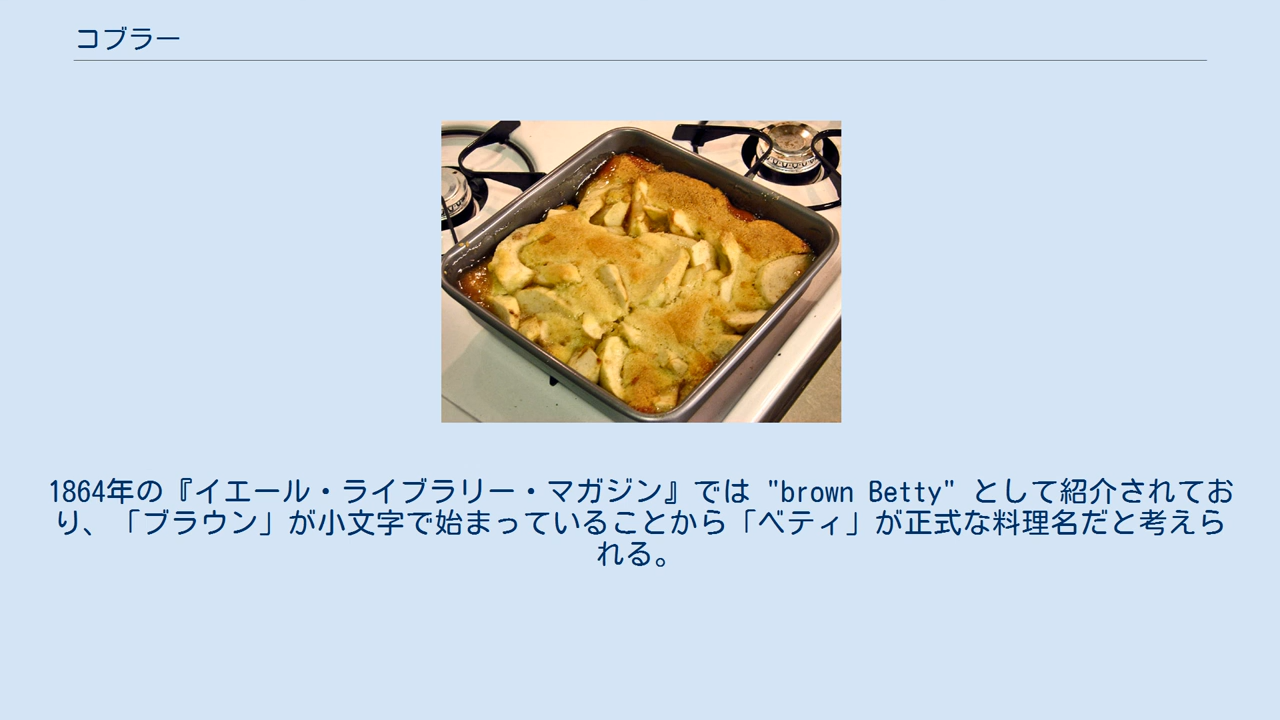 コブラー
1864年の『イエール・ライブラリー・マガジン』では "brown Betty" として紹介されてお
り、「ブラウン」が小文字で始まっていることから「ベティ」が正式な料理名だと考えら
れる。